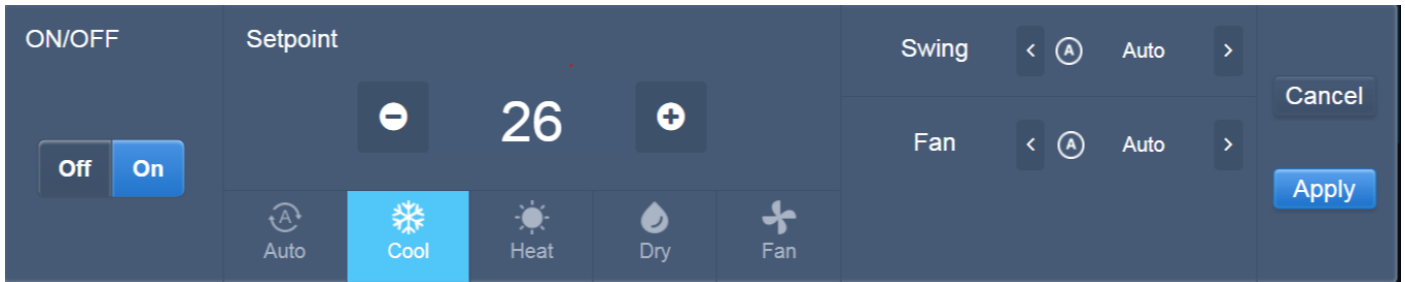 ON/OFF
Off On
Setpoint
26
Auto Cool Heat Dry Fan
Swing < A Auto >
Fan < A Auto >
Cancel
Apply